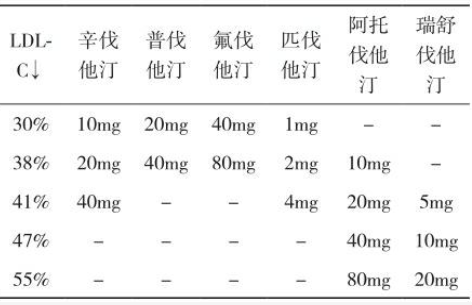 LDL-C↓ 辛伐他汀 普伐他汀 氟伐他汀 匹伐他汀 阿托伐他汀 瑞舒伐他汀
30% 10mg 20mg 40mg 1mg – –
38% 20mg 40mg 80mg 2mg 10mg –
41% 40mg – – 4mg 20mg 5mg
47% – – – – 40mg 10mg
55% – – – – 80mg 20mg